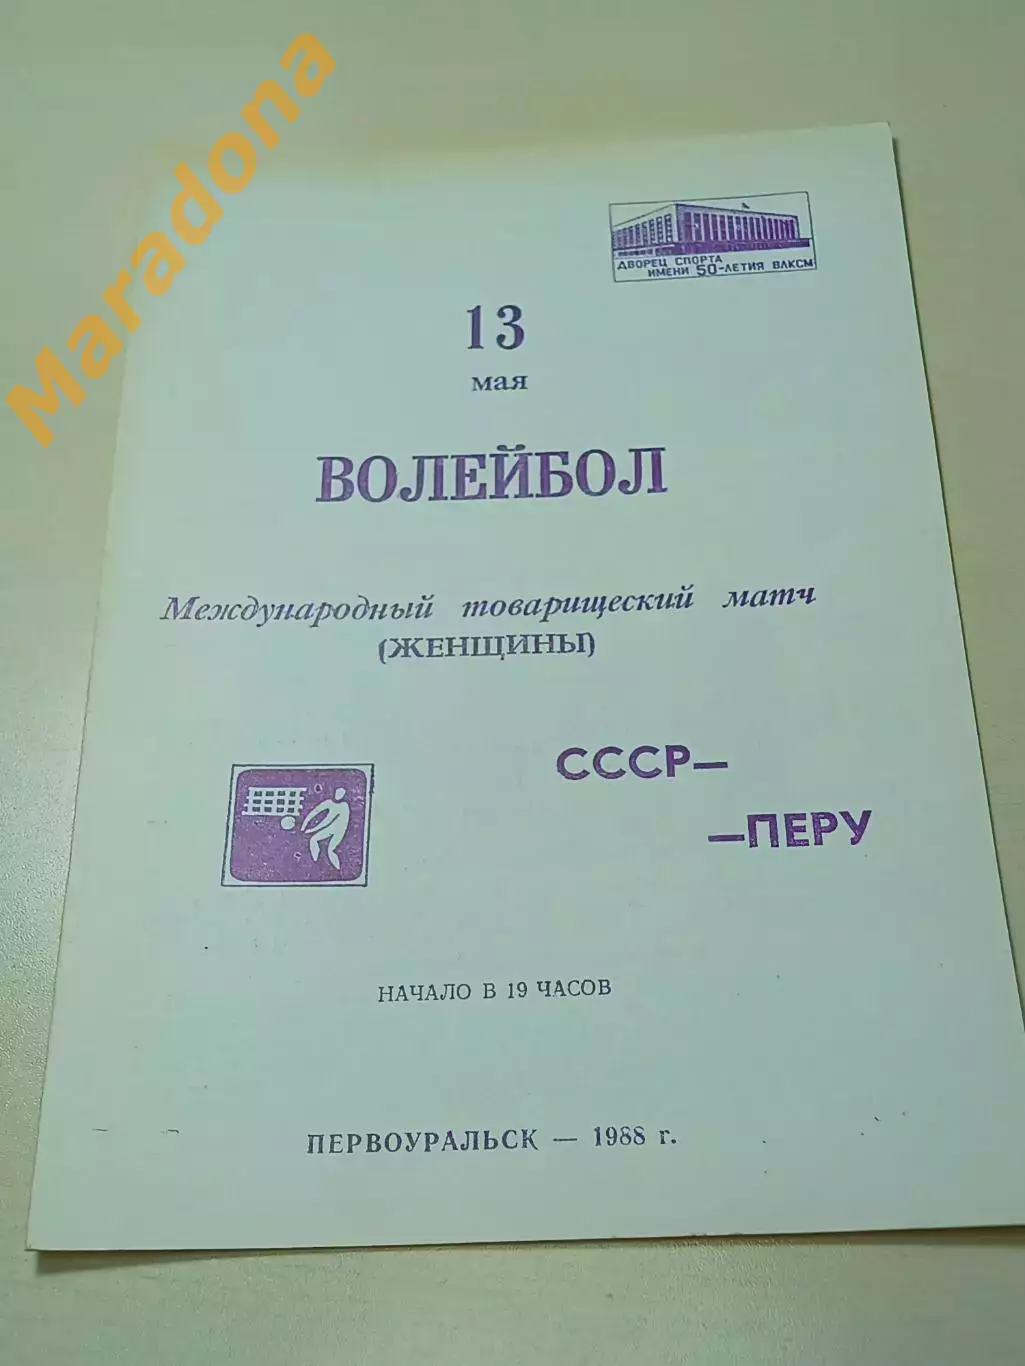 Maradona
ДВОРЕЦ СПОРТА
ИМЕНИ 50-ЛЕТИЯ ВЛКСМ
13
мая
ВОЛЕЙБОЛ
Международный товарищеский матч
(ЖЕНЩИНЫ)
СССР—
—ПЕРУ
НАЧАЛО В 19 ЧАСОВ
ПЕРВОУРАЛЬСК — 1988 г.